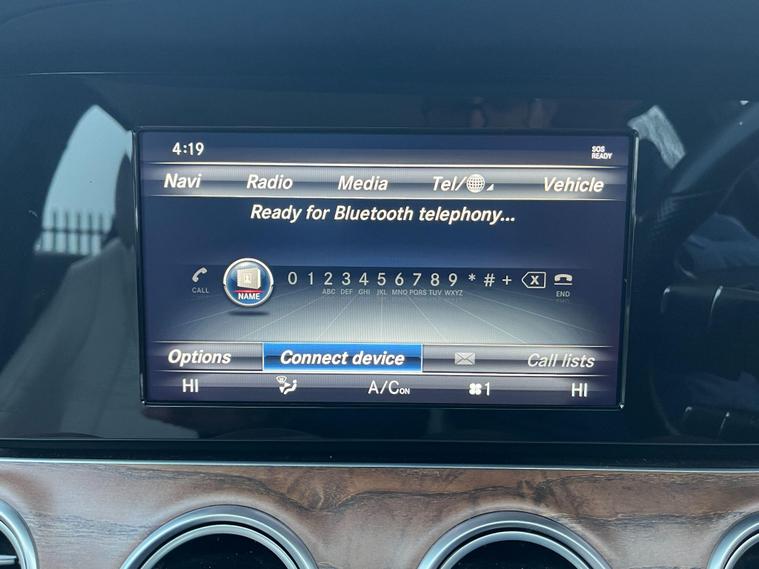 4:19
SOS
READY
Navi Radio Media Tel/ Vehicle
Ready for Bluetooth telephony...
CALL NAME 0 1 2 3 4 5 6 7 8 9 * # + X END
ABC DEF GHI JKL MNO PQRS TUV WXYZ
Options Connect device Call lists
HI A/C ON 1 HI